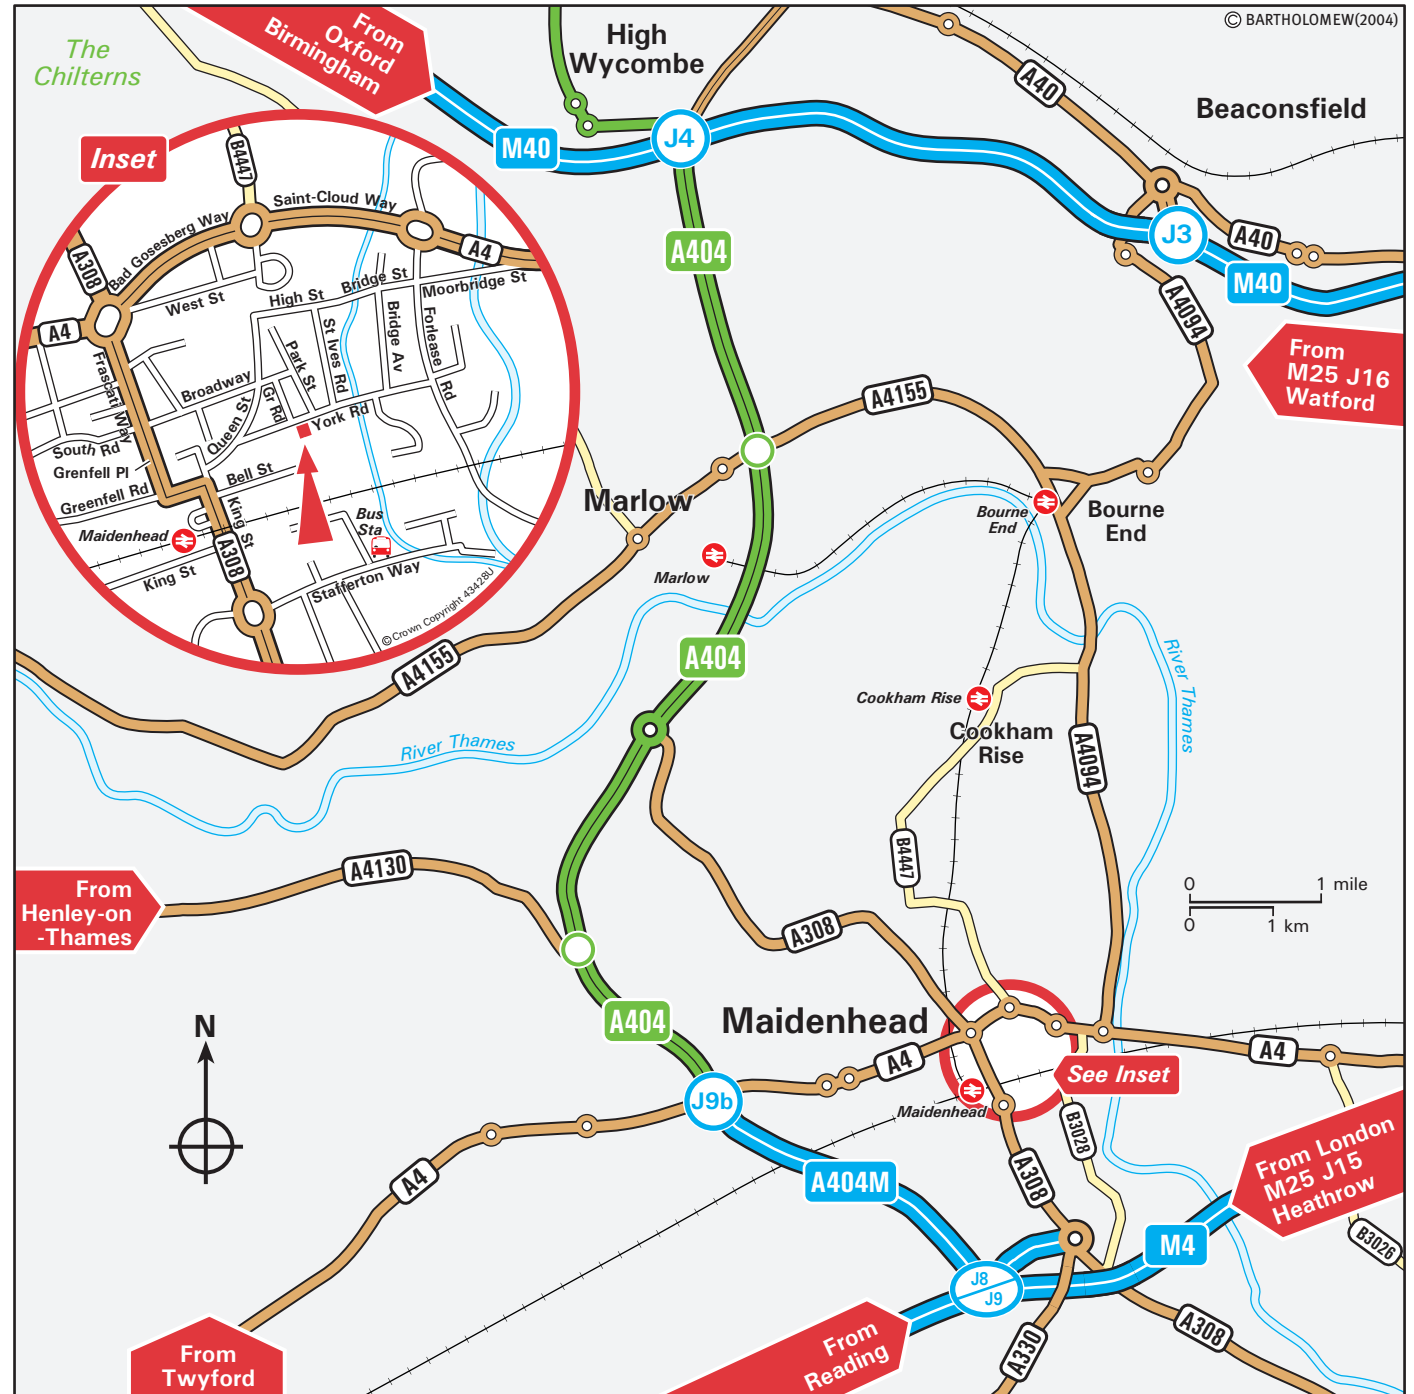 © BARTHOLOMEW(2004)
The
Chilterns
From
Oxford
Birmingham
High
Wycombe
Beaconsfield
A40
M40
J4
J3
A40
M40
A404
A4094
From
M25 J16
Watford
Inset
B4447
Saint-Cloud Way
Bad Gosesberg Way
A308
A4
A4
West St
High St
Bridge St
Moorbridge St
Frascati Way
Broadway
Park St
St Ives Rd
Bridge Av
Forlease Rd
Queen St
Gr Rd
York Rd
South Rd
Grenfell Pl
Greenfell Rd
Bell St
King St
Maidenhead
A308
King St
Bus
Sta
Stafferton Way
© Crown Copyright 43428U
A4155
Marlow
Marlow
Bourne
End
Bourne
End
A4155
A404
River Thames
River Thames
Cookham Rise
Cookham
Rise
A4094
B4447
From
Henley-on
-Thames
A4130
A308
0 1 mile
0 1 km
N
A404
Maidenhead
A4
A4
See Inset
Maidenhead
J9b
B3028
A4
A404M
A308
From London
M25 J15
Heathrow
M4
B3026
J8
J9
From
Twyford
From
Reading
A330
A308